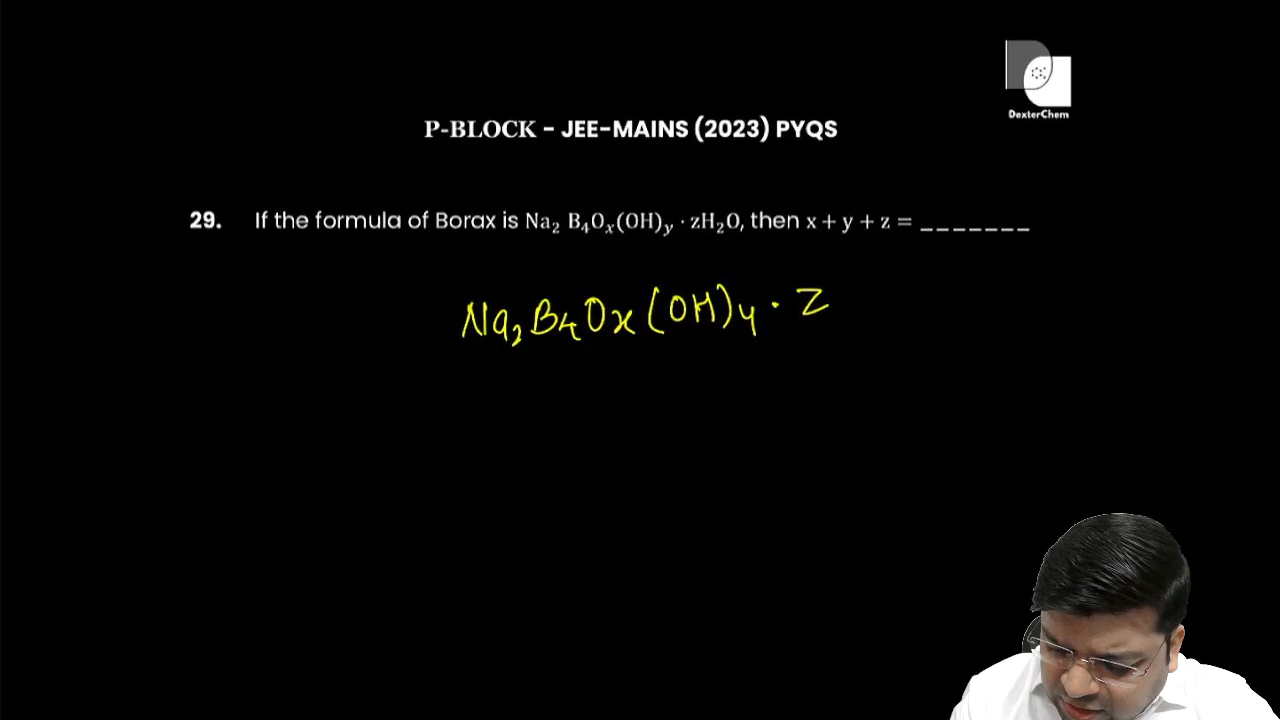 DexterChem
P-BLOCK - JEE-MAINS (2023) PYQS
29. If the formula of Borax is Na₂ B₄Oₓ(OH)ᵧ · zH₂O, then x + y + z = _______
Na₂B₄Oₓ(OH)ᵧ · Z